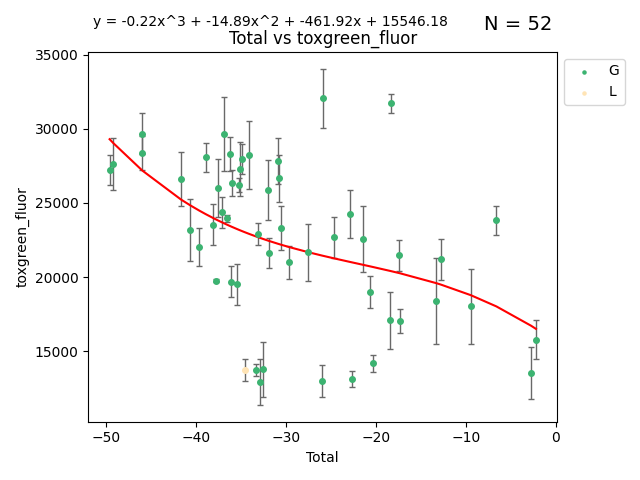 y = -0.22x^3 + -14.89x^2 + -461.92x + 15546.18
N = 52
Total vs toxgreen_fluor
35000
30000
25000
20000
15000
toxgreen_fluor
−50
−40
−30
−20
−10
0
Total
G
L